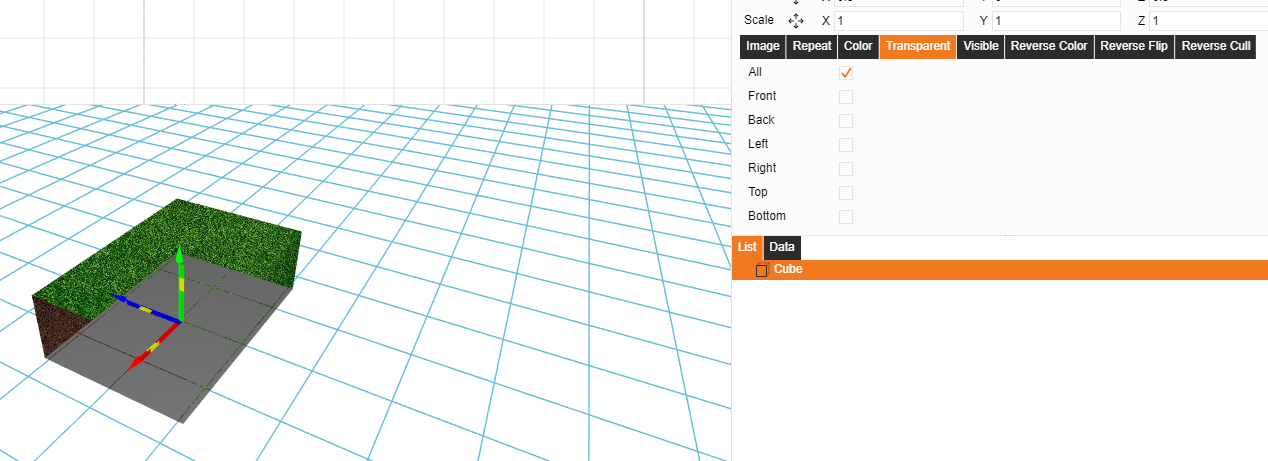 Scale X 1 Y 1 Z 1
Image Repeat Color Transparent Visible Reverse Color Reverse Flip Reverse Cull
All
Front
Back
Left
Right
Top
Bottom
List Data
Cube